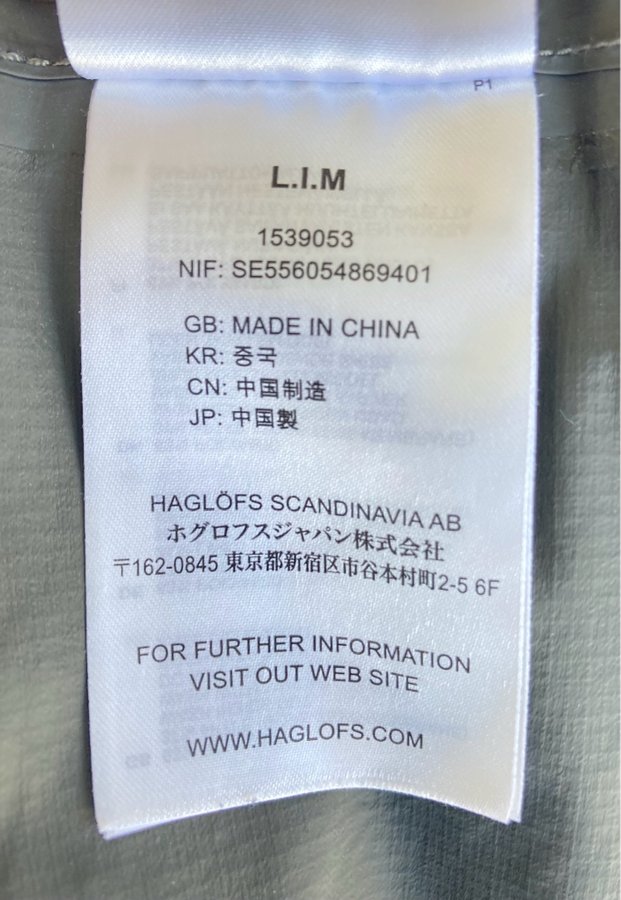 P1
L.I.M
1539053
NIF: SE556054869401
GB: MADE IN CHINA
KR: 중국
CN: 中国制造
JP: 中国製
HAGLÖFS SCANDINAVIA AB
ホグロフスジャパン株式会社
〒162-0845 東京都新宿区市谷本村町2-5 6F
FOR FURTHER INFORMATION
VISIT OUT WEB SITE
WWW.HAGLOFS.COM